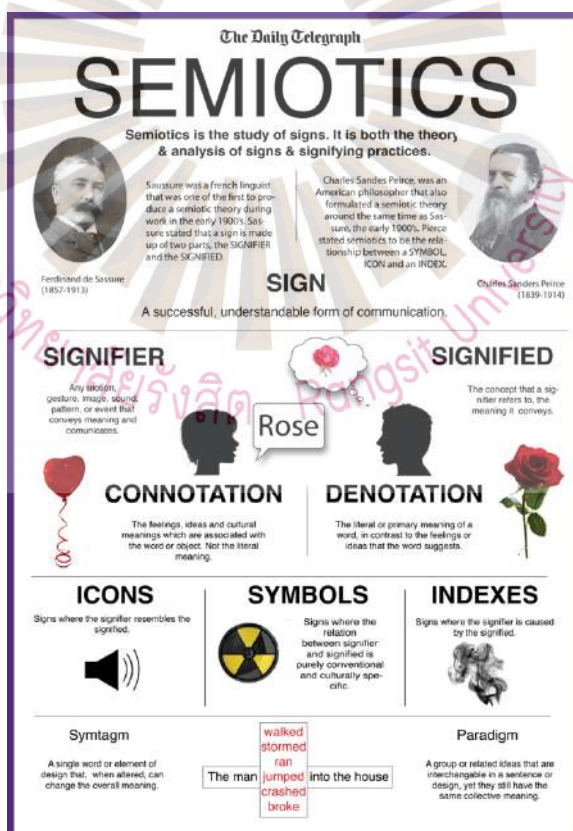 The Daily Telegraph
SEMIOTICS
Semiotics is the study of signs. It is both the theory
& analysis of signs & signifying practices.
Saussure was a french linguist
that was one of the first to pro-
duce a semiotic theory during
work in the early 1900's. Sas-
sure stated that a sign is made
up of two parts, the SIGNIFIER
and the SIGNIFIED.
Charles Sandes Peirce, was an
American philosopher that also
formulated a semiotic theory
around the same time as Sas-
sure, the early 1900's. Pierce
stated semiotics to be the rela-
tionship between a SYMBOL,
ICON and an INDEX.
Ferdinand de Sassure
(1857-1913)
Charles Sanders Peirce
(1839-1914)
SIGN
A successful, understandable form of communication.
SIGNIFIER
Any motion,
gesture, image, sound,
pattern, or event that
conveys meaning and
comunicates.
SIGNIFIED
The concept that a sig-
nifier refers to, the
meaning it conveys.
Rose
CONNOTATION
The feelings, ideas and cultural
meanings which are associated with
the word or object. Not the literal
meaning.
DENOTATION
The literal or primary meaning of a
word, in contrast to the feelings or
ideas that the word suggests.
ICONS
Signs where the signifier resembles the
signified.
SYMBOLS
Signs where the
relation
between signifier
and signified is
purely conventional
and culturally spe-
cific.
INDEXES
Signs where the signifier is caused
by the signified.
Symtagm
A single word or element of
design that, when altered, can
change the overall meaning.
walked
stormed
ran
The man jumped into the house
crashed
broke
Paradigm
A group or related ideas that are
interchangable in a sentence or
design, yet they still have the
same collective meaning.
วิทยาลัยรังสิต Rangsit University